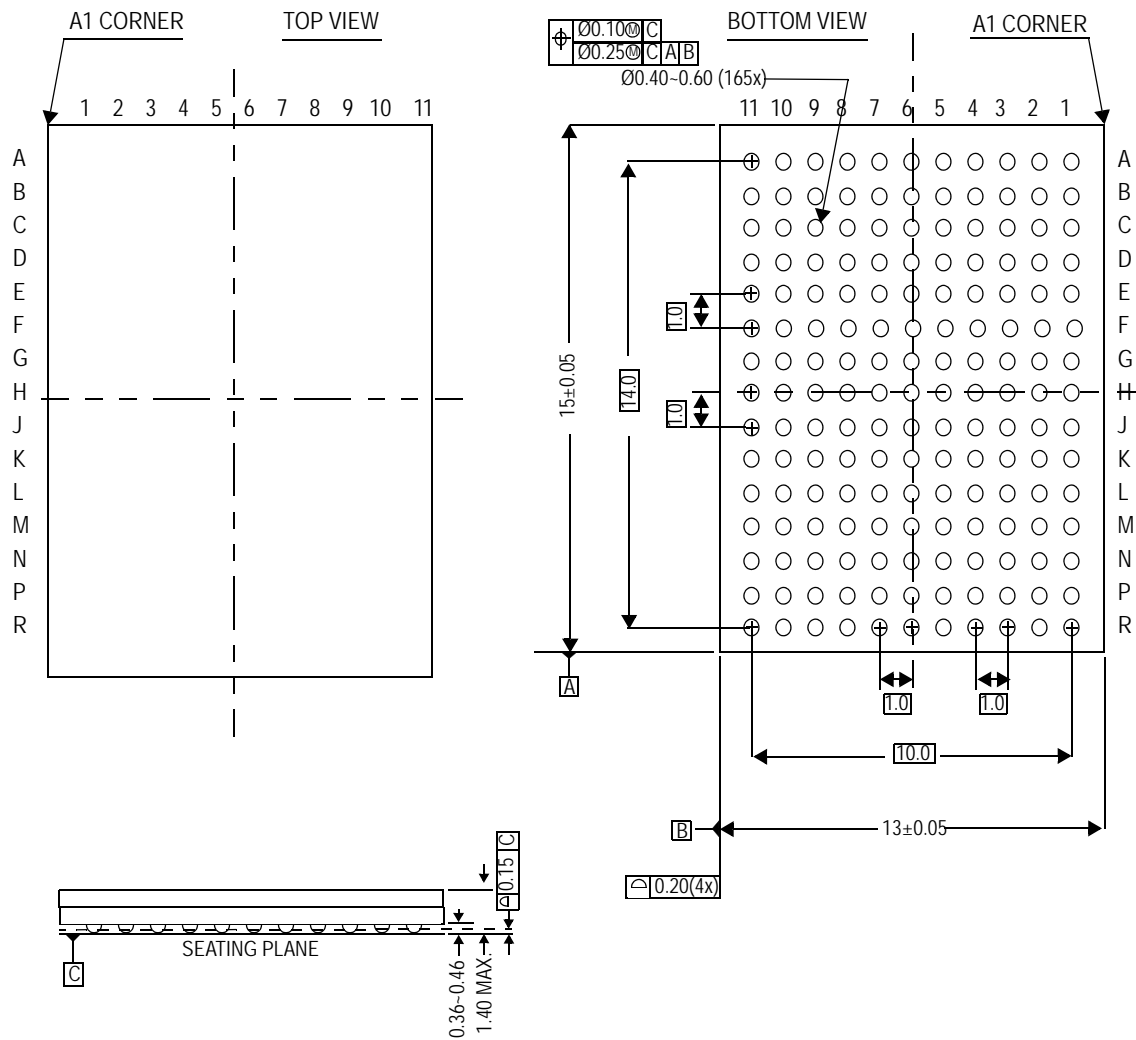 A1 CORNER
TOP VIEW
1 2 3 4 5 6 7 8 9 10 11
A
B
C
D
E
F
G
H
J
K
L
M
N
P
R
BOTTOM VIEW
A1 CORNER
⌖ Ø0.10Ⓜ C
Ø0.25Ⓜ C A B
Ø0.40~0.60 (165x)
11 10 9 8 7 6 5 4 3 2 1
A
B
C
D
E
F
G
H
J
K
L
M
N
P
R
1.0
15±0.05
14.0
1.0
A
1.0
1.0
10.0
B
13±0.05
⌓ 0.20(4x)
⌓ 0.15 C
SEATING PLANE
C
0.36~0.46
1.40 MAX.